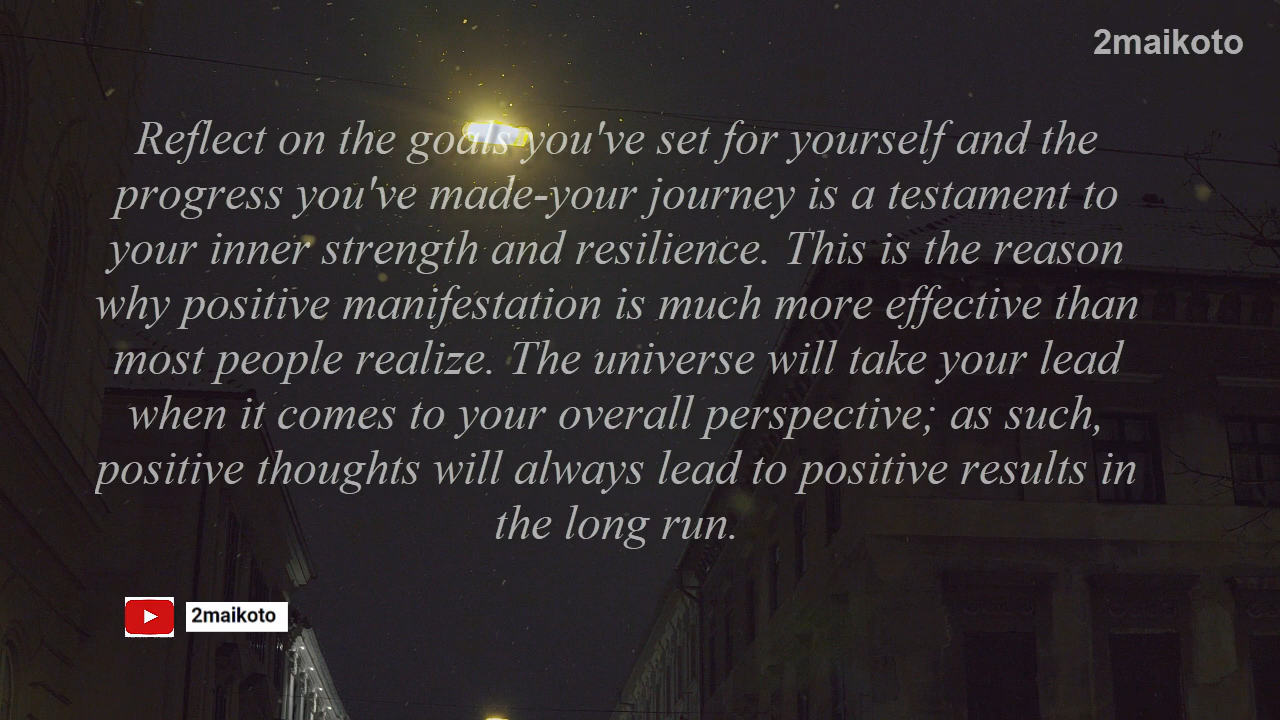 2maikoto
Reflect on the goals you've set for yourself and the
progress you've made-your journey is a testament to
your inner strength and resilience. This is the reason
why positive manifestation is much more effective than
most people realize. The universe will take your lead
when it comes to your overall perspective; as such,
positive thoughts will always lead to positive results in
the long run.
2maikoto